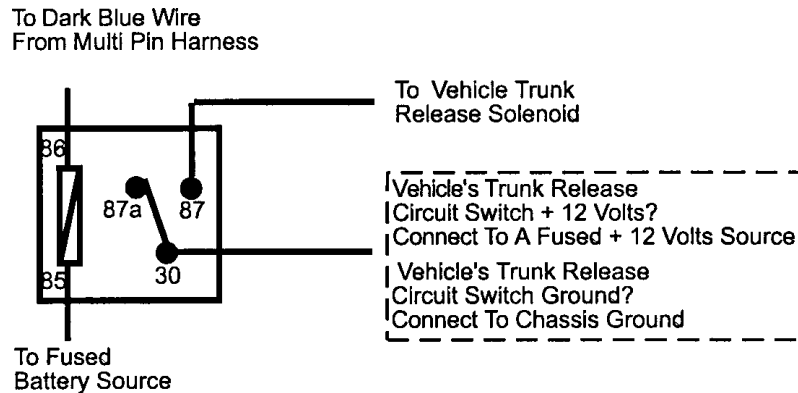 To Dark Blue Wire
From Multi Pin Harness
To Vehicle Trunk
Release Solenoid
86
87a
87
30
85
Vehicle's Trunk Release
Circuit Switch + 12 Volts?
Connect To A Fused + 12 Volts Source
Vehicle's Trunk Release
Circuit Switch Ground?
Connect To Chassis Ground
To Fused
Battery Source